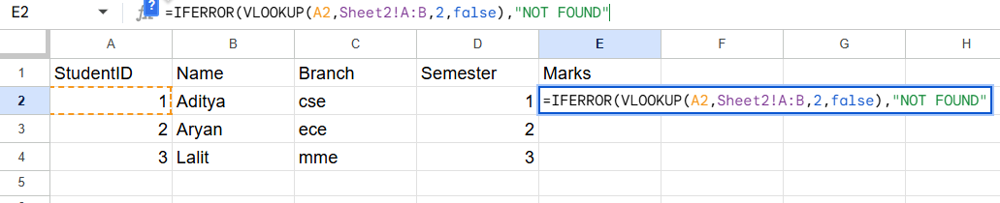 E2 ? fx =IFERROR(VLOOKUP(A2,Sheet2!A:B,2,false),"NOT FOUND"
A B C D E F G H
1 StudentID Name Branch Semester Marks
2 1 Aditya cse 1 =IFERROR(VLOOKUP(A2,Sheet2!A:B,2,false),"NOT FOUND"
3 2 Aryan ece 2
4 3 Lalit mme 3
5